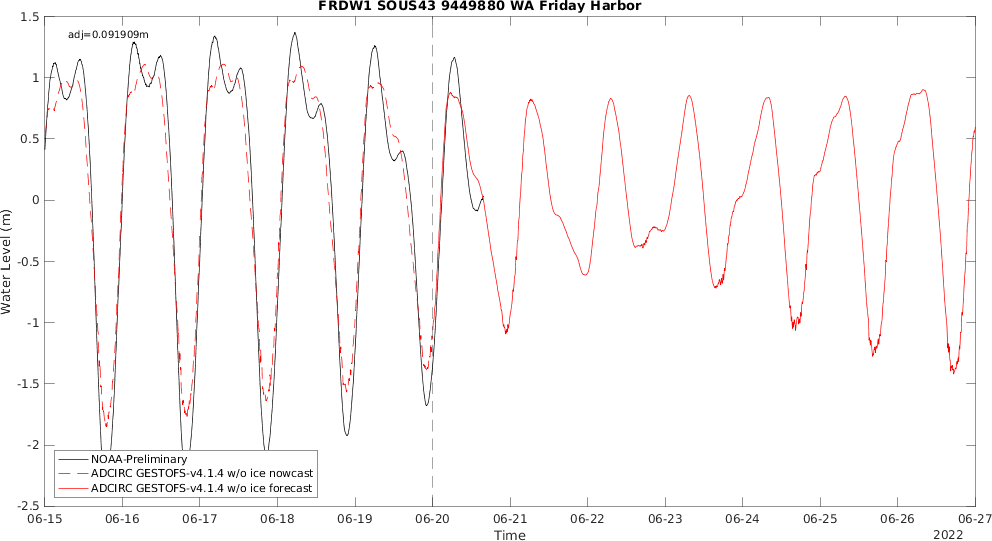 FRDW1 SOUS43 9449880 WA Friday Harbor
adj=0.091909m
1.5
1
0.5
0
-0.5
-1
-1.5
-2
-2.5
Water Level (m)
NOAA-Preliminary
ADCIRC GESTOFS-v4.1.4 w/o ice nowcast
ADCIRC GESTOFS-v4.1.4 w/o ice forecast
06-15 06-16 06-17 06-18 06-19 06-20 06-21 06-22 06-23 06-24 06-25 06-26 06-27
Time
2022